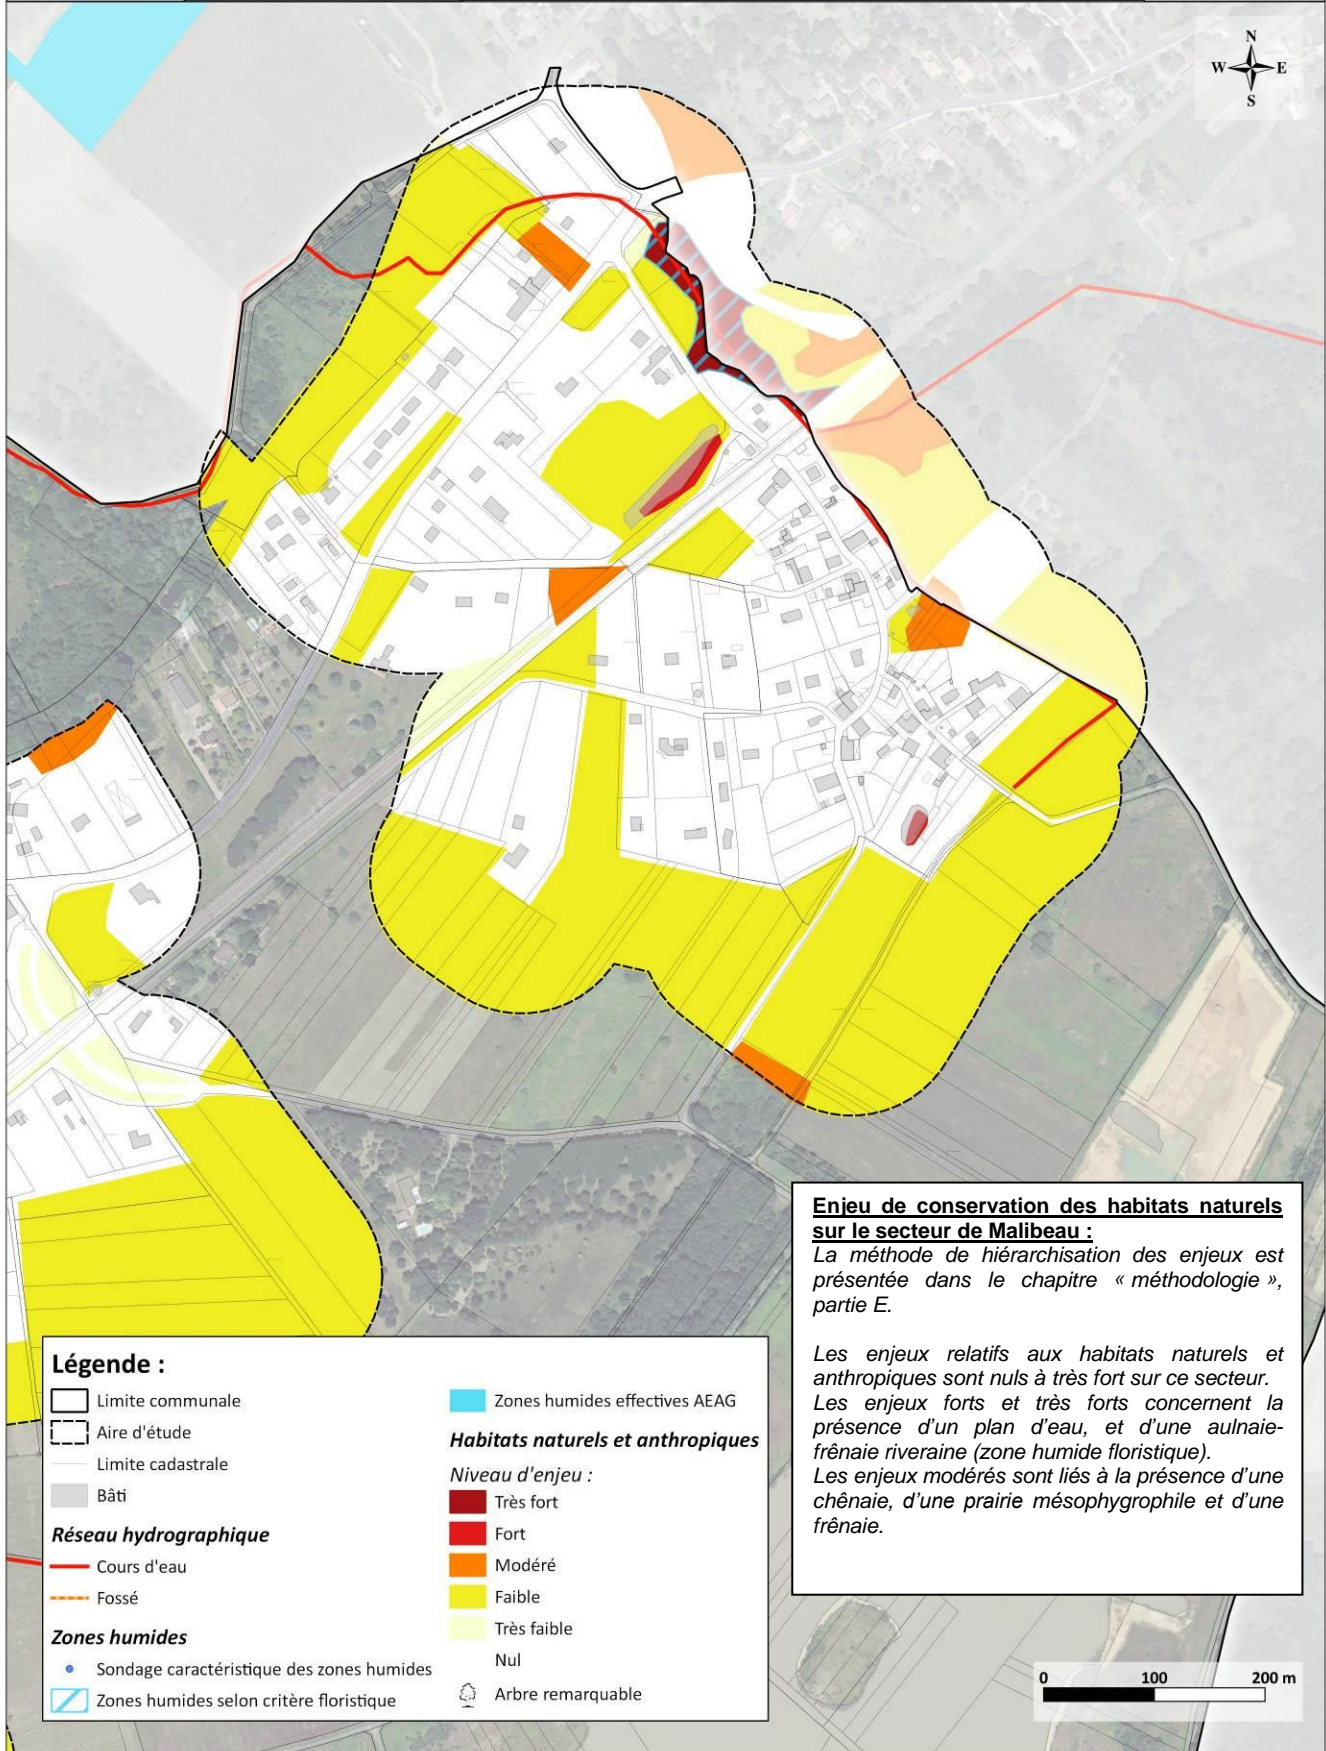 N
W E
S
Enjeu de conservation des habitats naturels
sur le secteur de Malibeau :
La méthode de hiérarchisation des enjeux est
présentée dans le chapitre « méthodologie »,
partie E.
Les enjeux relatifs aux habitats naturels et
anthropiques sont nuls à très fort sur ce secteur.
Les enjeux forts et très forts concernent la
présence d'un plan d'eau, et d'une aulnaie-
frênaie riveraine (zone humide floristique).
Les enjeux modérés sont liés à la présence d'une
chênaie, d'une prairie mésophygrophile et d'une
frênaie.
Légende :
Limite communale
Aire d'étude
Limite cadastrale
Bâti
Réseau hydrographique
Cours d'eau
Fossé
Zones humides
Sondage caractéristique des zones humides
Zones humides selon critère floristique
Zones humides effectives AEAG
Habitats naturels et anthropiques
Niveau d'enjeu :
Très fort
Fort
Modéré
Faible
Très faible
Nul
Arbre remarquable
0 100 200 m